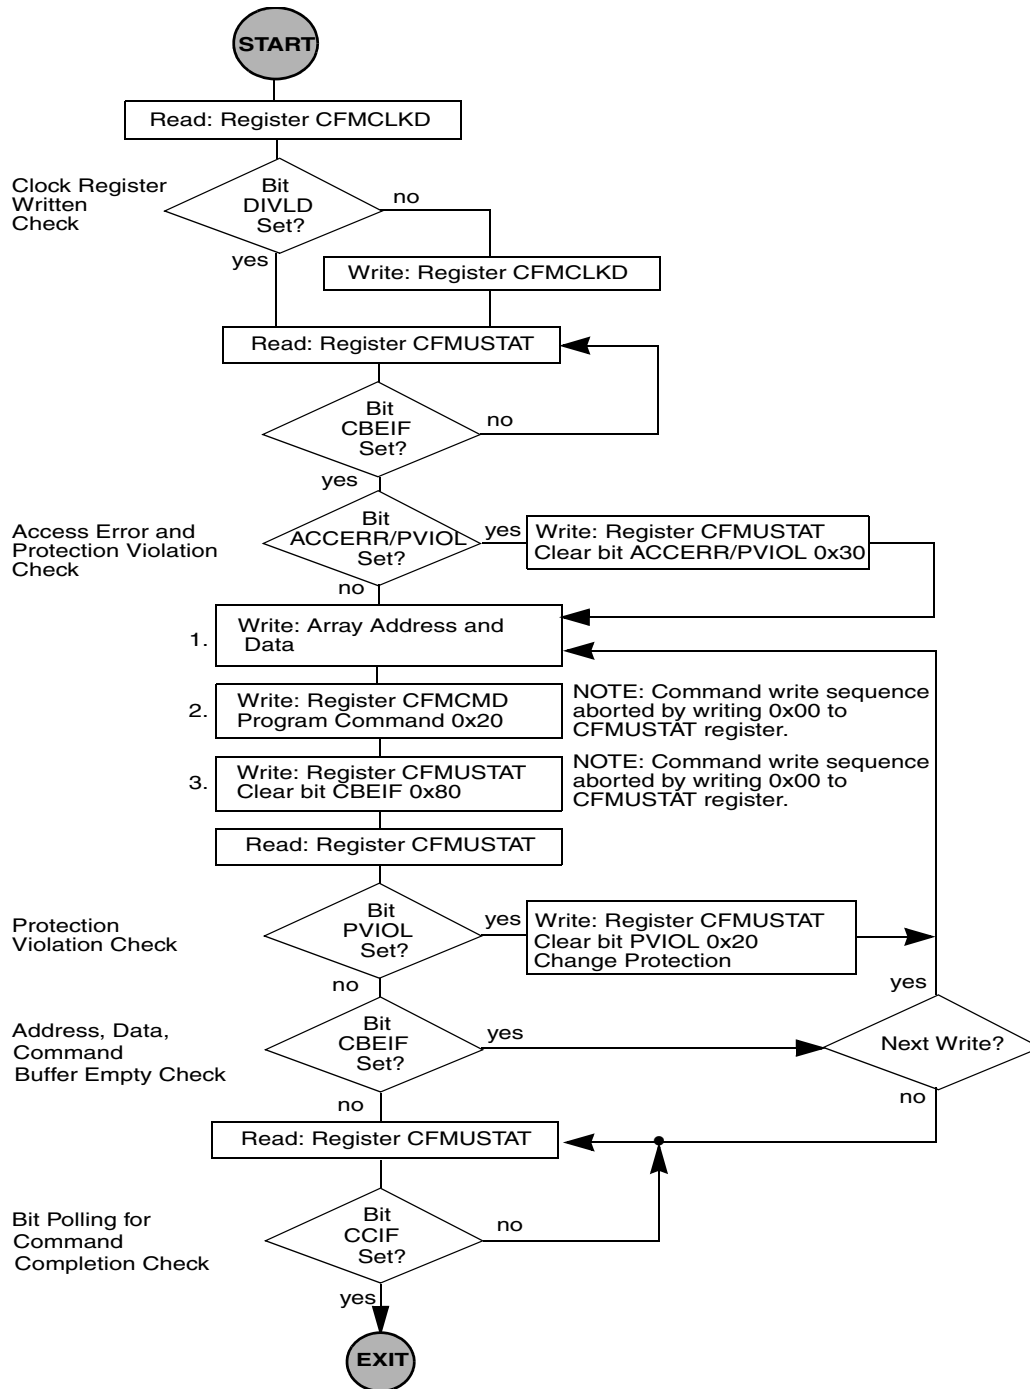 START
Read: Register CFMCLKD
Clock Register
Written
Check
Bit
DIVLD
Set?
no
yes
Write: Register CFMCLKD
Read: Register CFMUSTAT
Bit
CBEIF
Set?
no
yes
Access Error and
Protection Violation
Check
Bit
ACCERR/PVIOL
Set?
yes
Write: Register CFMUSTAT
Clear bit ACCERR/PVIOL 0x30
no
1.
Write: Array Address and
Data
2.
Write: Register CFMCMD
Program Command 0x20
NOTE: Command write sequence
aborted by writing 0x00 to
CFMUSTAT register.
3.
Write: Register CFMUSTAT
Clear bit CBEIF 0x80
NOTE: Command write sequence
aborted by writing 0x00 to
CFMUSTAT register.
Read: Register CFMUSTAT
Protection
Violation Check
Bit
PVIOL
Set?
yes
Write: Register CFMUSTAT
Clear bit PVIOL 0x20
Change Protection
no
yes
Address, Data,
Command
Buffer Empty Check
Bit
CBEIF
Set?
yes
Next Write?
no
no
Read: Register CFMUSTAT
Bit Polling for
Command
Completion Check
Bit
CCIF
Set?
no
yes
EXIT